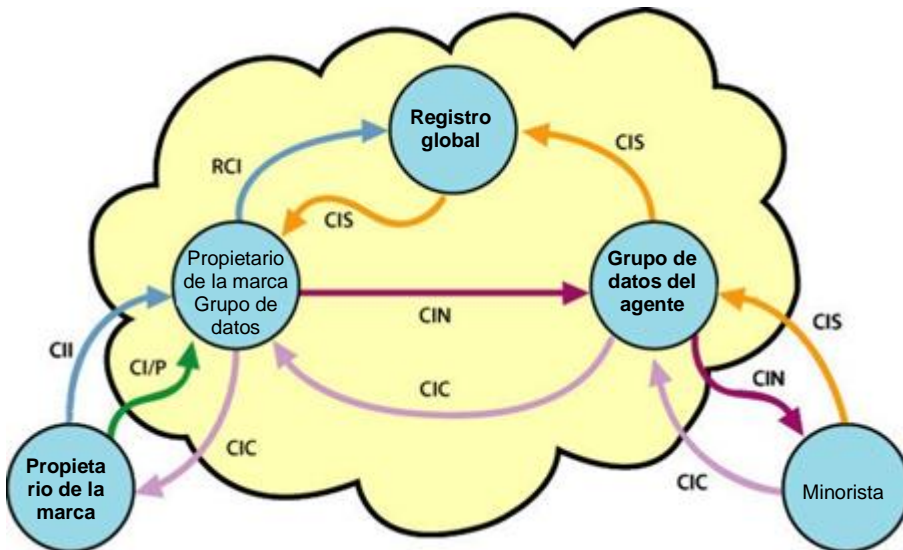 Registro
global
RCI
CIS
CIS
Propietario
de la marca
Grupo de
datos
Grupo de
datos del
agente
CIN
CIS
CII
CI/P
CIC
CIN
CIC
CIC
Propieta
rio de la
marca
Minorista